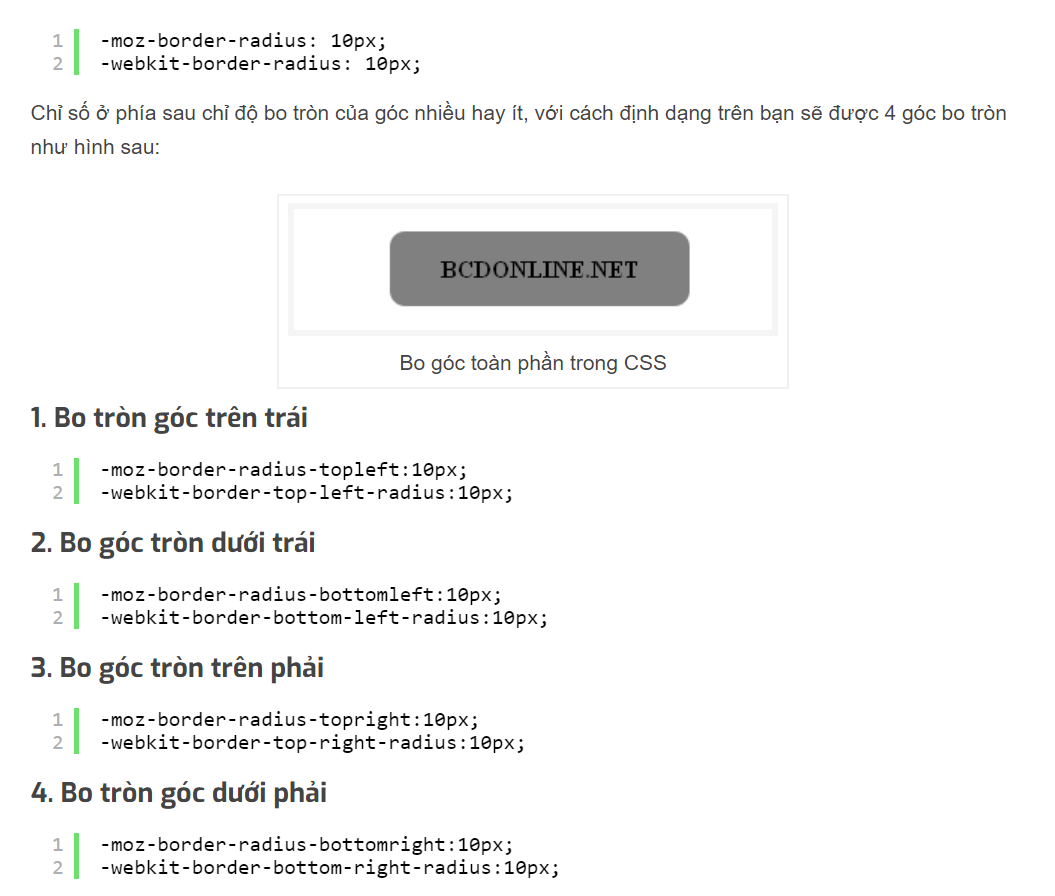 1 -moz-border-radius: 10px;
2 -webkit-border-radius: 10px;
Chỉ số ở phía sau chỉ độ bo tròn của góc nhiều hay ít, với cách định dạng trên bạn sẽ được 4 góc bo tròn
như hình sau:
BCDONLINE.NET
Bo góc toàn phần trong CSS
1. Bo tròn góc trên trái
1 -moz-border-radius-topleft:10px;
2 -webkit-border-top-left-radius:10px;
2. Bo góc tròn dưới trái
1 -moz-border-radius-bottomleft:10px;
2 -webkit-border-bottom-left-radius:10px;
3. Bo góc tròn trên phải
1 -moz-border-radius-topright:10px;
2 -webkit-border-top-right-radius:10px;
4. Bo tròn góc dưới phải
1 -moz-border-radius-bottomright:10px;
2 -webkit-border-bottom-right-radius:10px;